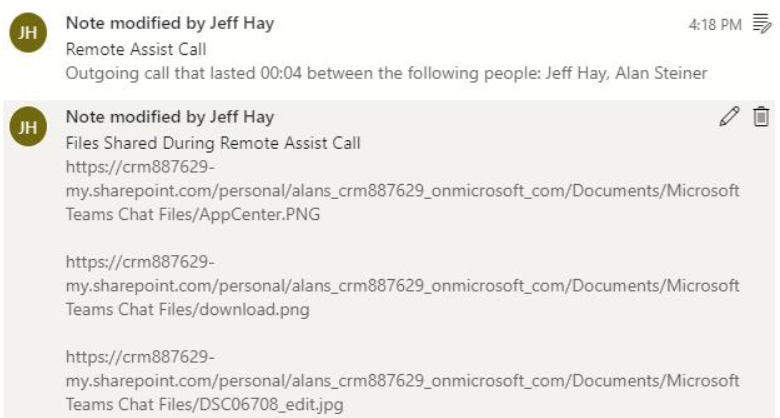 JH
Note modified by Jeff Hay
4:18 PM
Remote Assist Call
Outgoing call that lasted 00:04 between the following people: Jeff Hay, Alan Steiner
JH
Note modified by Jeff Hay
Files Shared During Remote Assist Call
https://crm887629-
my.sharepoint.com/personal/alans_crm887629_onmicrosoft_com/Documents/Microsoft
Teams Chat Files/AppCenter.PNG
https://crm887629-
my.sharepoint.com/personal/alans_crm887629_onmicrosoft_com/Documents/Microsoft
Teams Chat Files/download.png
https://crm887629-
my.sharepoint.com/personal/alans_crm887629_onmicrosoft_com/Documents/Microsoft
Teams Chat Files/DSC06708_edit.jpg